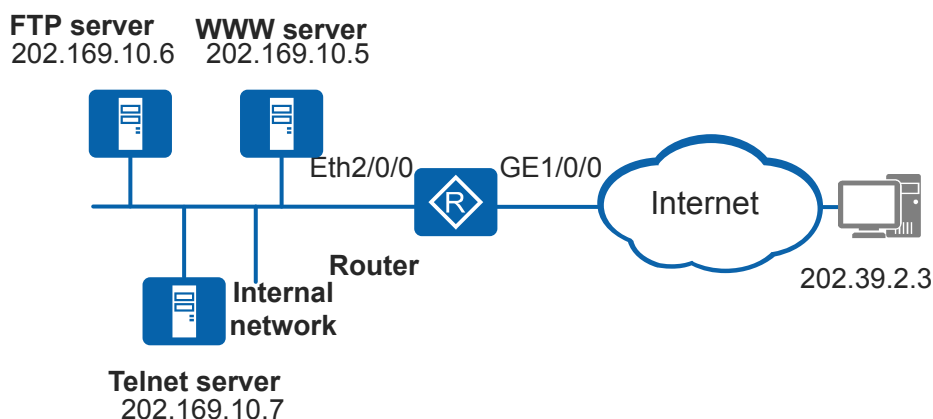 FTP server
202.169.10.6
WWW server
202.169.10.5
Eth2/0/0
GE1/0/0
R
Internet
Router
202.39.2.3
Internal
network
Telnet server
202.169.10.7